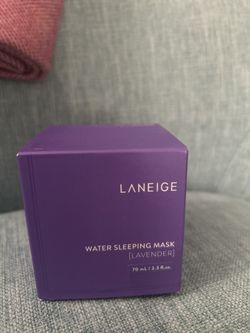 LANEIGE
WATER SLEEPING MASK
[LAVENDER]
70 mL / 2.3 fl.oz.